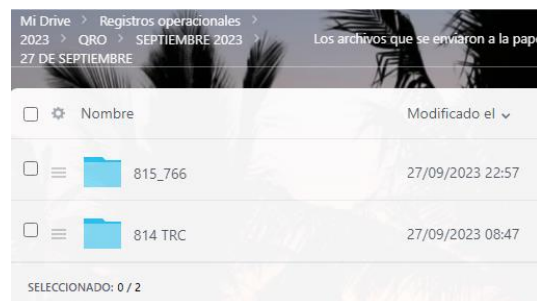 Mi Drive > Registros operacionales >
2023 > QRO > SEPTIEMBRE 2023 > Los archivos que se enviaron a la pap
27 DE SEPTIEMBRE
Nombre Modificado el
815_766 27/09/2023 22:57
814 TRC 27/09/2023 08:47
SELECCIONADO: 0 / 2